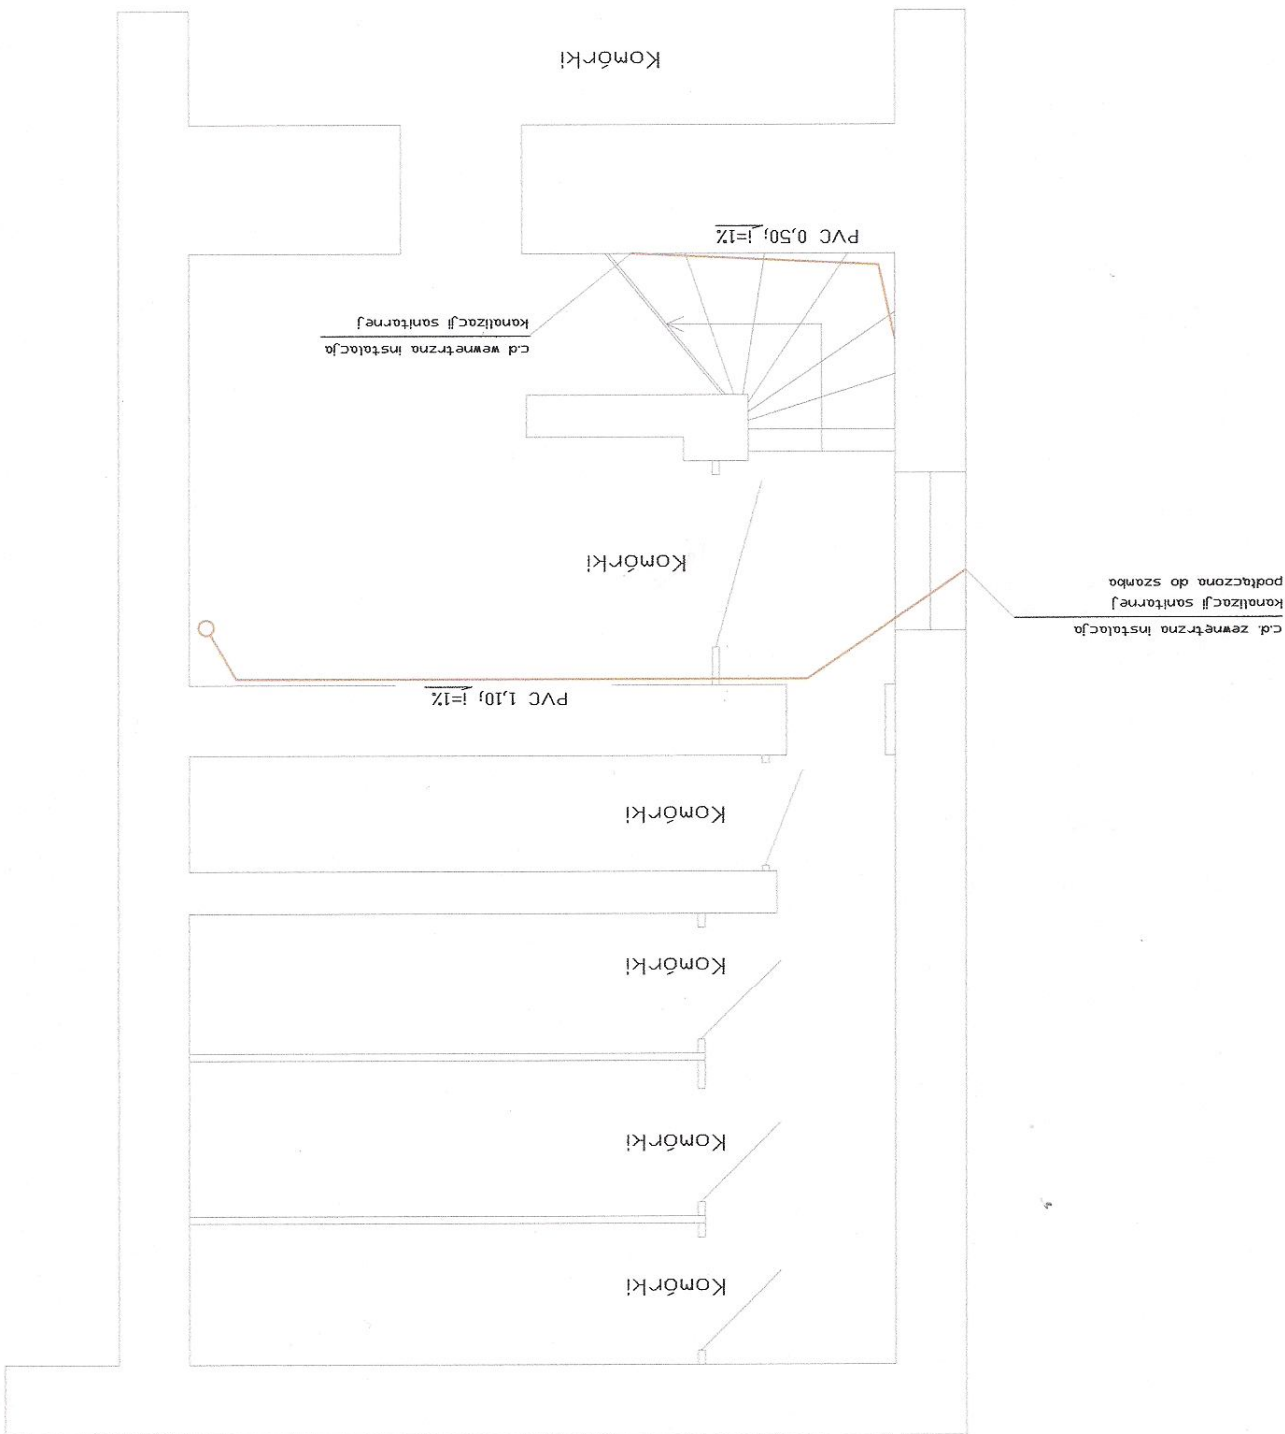 Komórki
Komórki
Komórki
Komórki
PVC 1,10; i=1%
c.d. zewnętrzna instalacja
kanalizacji sanitarnej
podłączona do szamba
Komórki
c.d wewnetrzna instalacja
kanalizacji sanitarnej
PVC 0,50; i=1%
Komórki